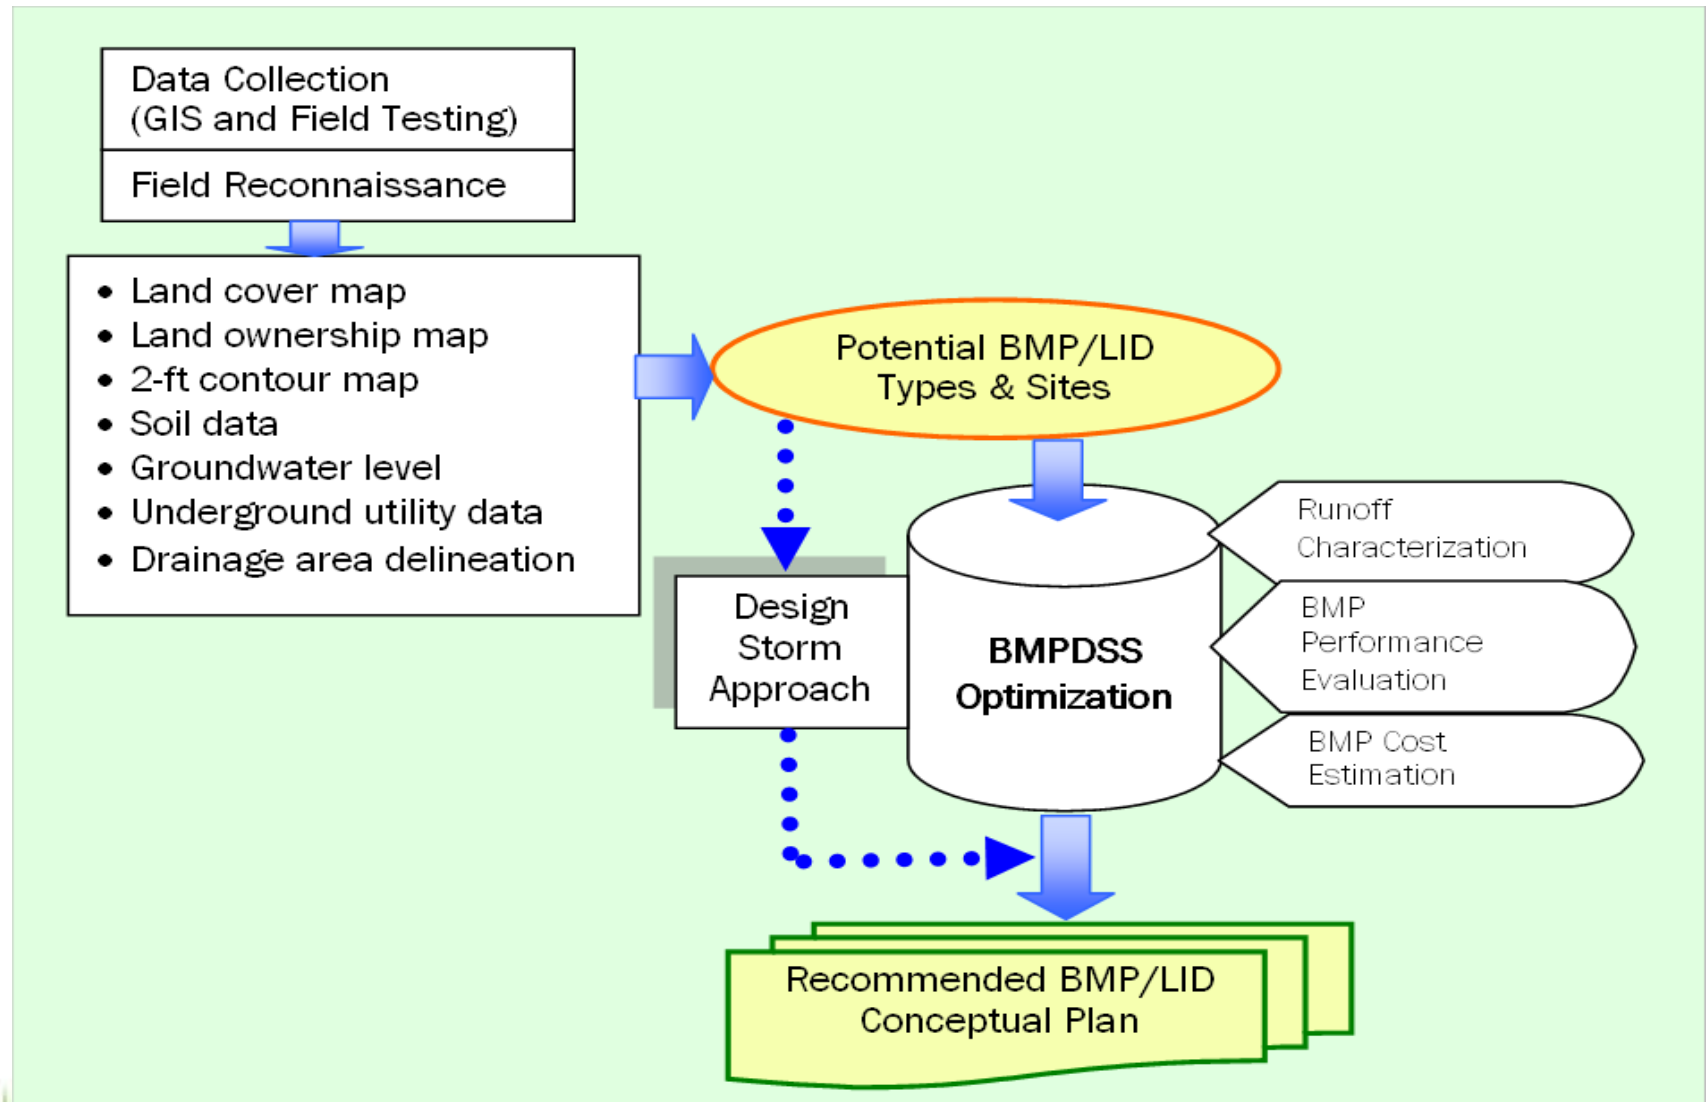 Data Collection
(GIS and Field Testing)
Field Reconnaissance
• Land cover map
• Land ownership map
• 2-ft contour map
• Soil data
• Groundwater level
• Underground utility data
• Drainage area delineation
Potential BMP/LID
Types & Sites
Design
Storm
Approach
BMPDSS
Optimization
Runoff
Characterization
BMP
Performance
Evaluation
BMP Cost
Estimation
Recommended BMP/LID
Conceptual Plan